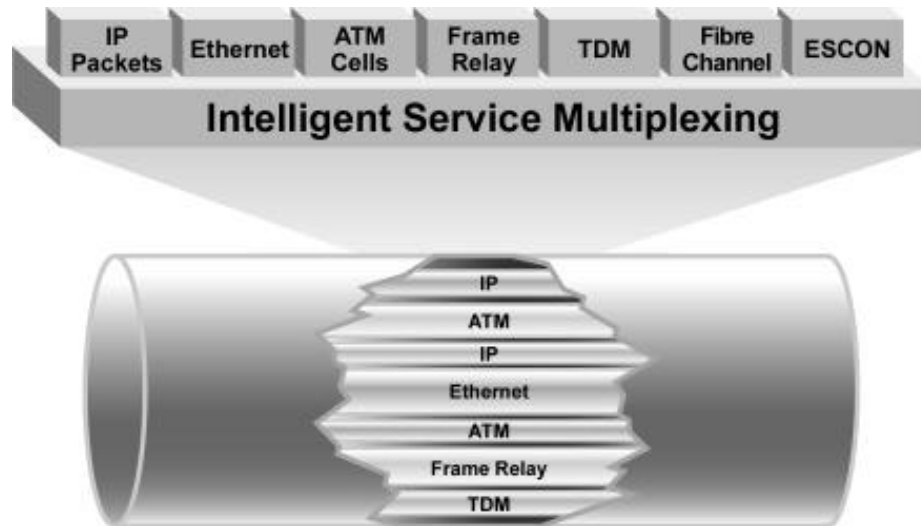 IP Packets
Ethernet
ATM Cells
Frame Relay
TDM
Fibre Channel
ESCON
Intelligent Service Multiplexing
IP
ATM
IP
Ethernet
ATM
Frame Relay
TDM